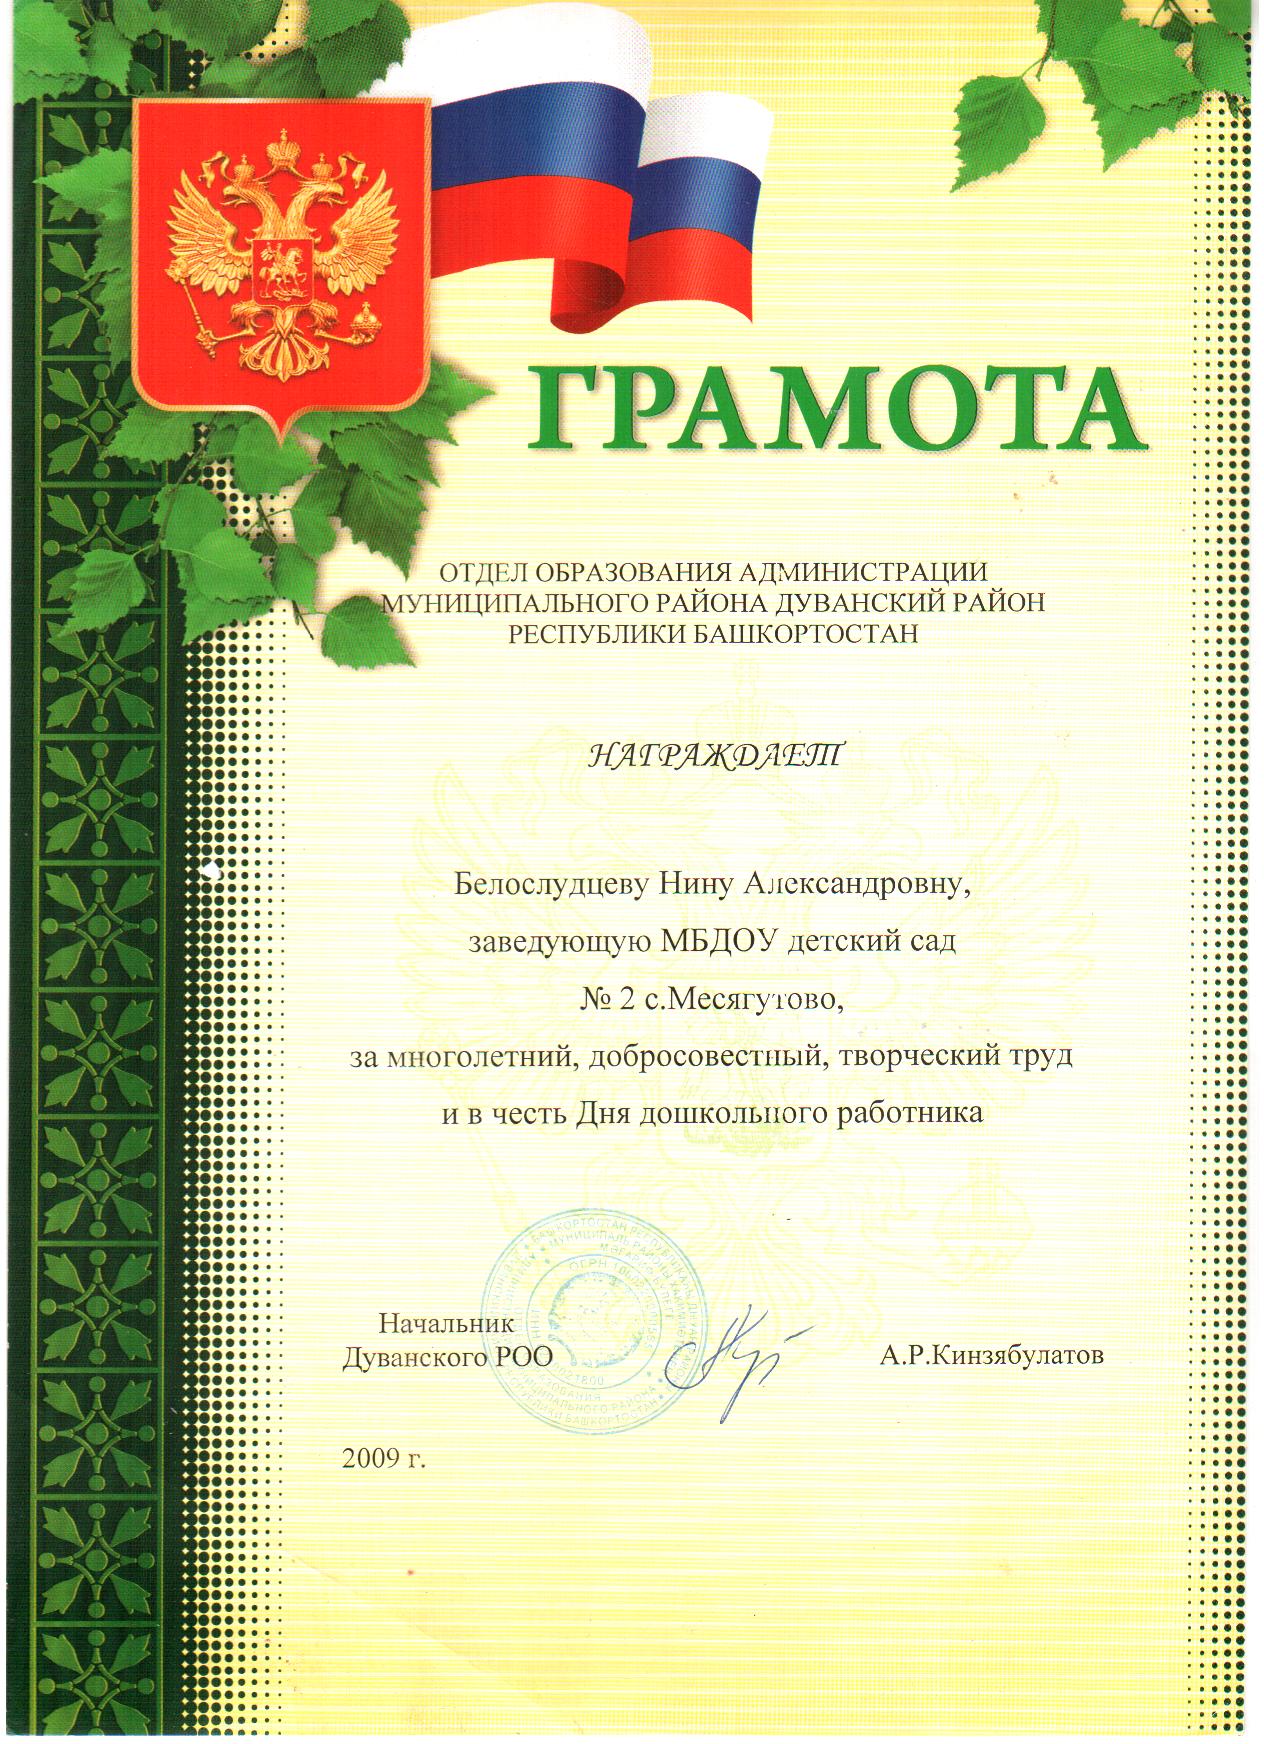 ГРАМОТА
ОТДЕЛ ОБРАЗОВАНИЯ АДМИНИСТРАЦИИ
МУНИЦИПАЛЬНОГО РАЙОНА ДУВАНСКИЙ РАЙОН
РЕСПУБЛИКИ БАШКОРТОСТАН
НАГРАЖДАЕТ
Белослудцеву Нину Александровну,
заведующую МБДОУ детский сад
№ 2 с.Месягутово,
за многолетний, добросовестный, творческий труд
и в честь Дня дошкольного работника
Начальник
Дуванского РОО
А.Р.Кинзябулатов
2009 г.